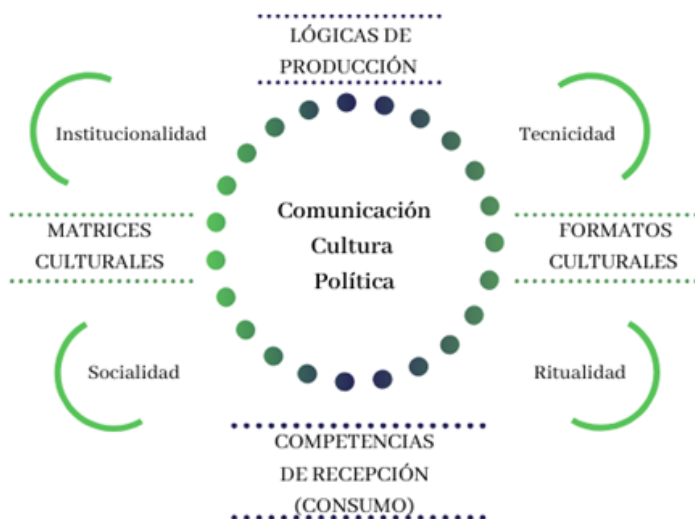 LÓGICAS DE
PRODUCCIÓN
Institucionalidad
Tecnicidad
MATRICES
CULTURALES
Comunicación
Cultura
Política
FORMATOS
CULTURALES
Socialidad
Ritualidad
COMPETENCIAS
DE RECEPCIÓN
(CONSUMO)